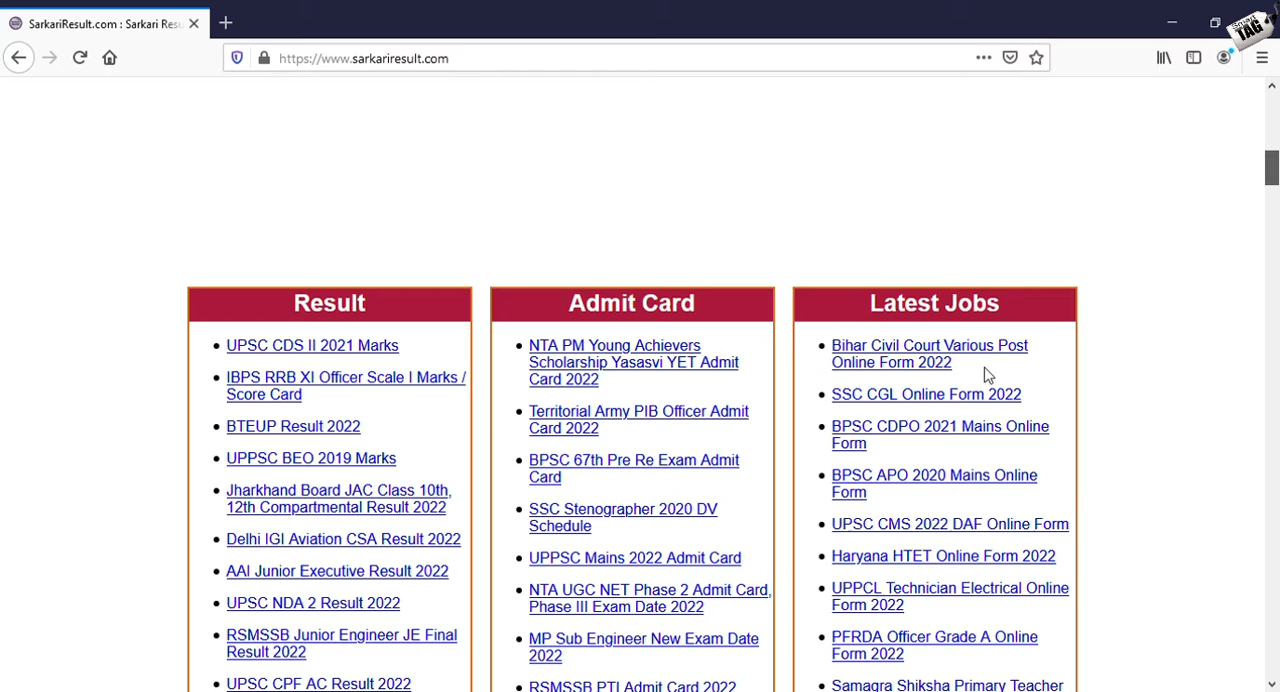 SarkariResult.com : Sarkari Resu
https://www.sarkariresult.com
Smart
TAG
Result
UPSC CDS II 2021 Marks
IBPS RRB XI Officer Scale I Marks /
Score Card
BTEUP Result 2022
UPPSC BEO 2019 Marks
Jharkhand Board JAC Class 10th,
12th Compartmental Result 2022
Delhi IGI Aviation CSA Result 2022
AAI Junior Executive Result 2022
UPSC NDA 2 Result 2022
RSMSSB Junior Engineer JE Final
Result 2022
UPSC CPF AC Result 2022
Admit Card
NTA PM Young Achievers
Scholarship Yasasvi YET Admit
Card 2022
Territorial Army PIB Officer Admit
Card 2022
BPSC 67th Pre Re Exam Admit
Card
SSC Stenographer 2020 DV
Schedule
UPPSC Mains 2022 Admit Card
NTA UGC NET Phase 2 Admit Card,
Phase III Exam Date 2022
MP Sub Engineer New Exam Date
2022
RSMSSB PTI Admit Card 2022
Latest Jobs
Bihar Civil Court Various Post
Online Form 2022
SSC CGL Online Form 2022
BPSC CDPO 2021 Mains Online
Form
BPSC APO 2020 Mains Online
Form
UPSC CMS 2022 DAF Online Form
Haryana HTET Online Form 2022
UPPCL Technician Electrical Online
Form 2022
PFRDA Officer Grade A Online
Form 2022
Samagra Shiksha Primary Teacher